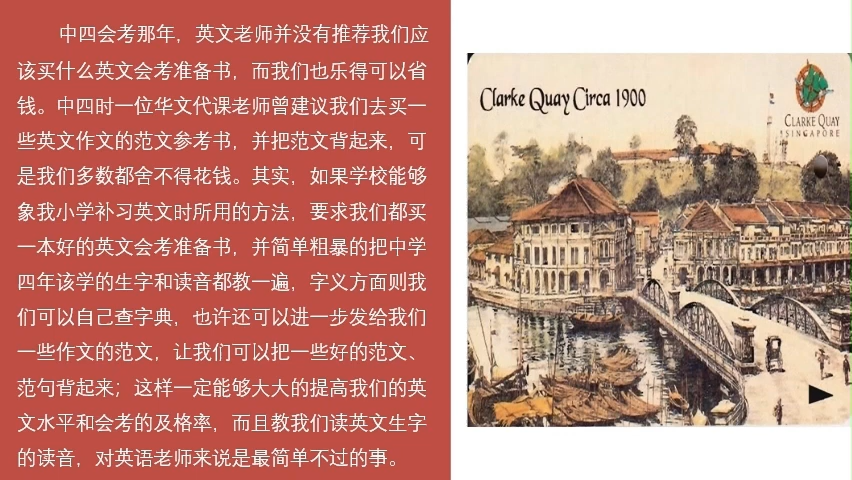 中四会考那年，英文老师并没有推荐我们应
该买什么英文会考准备书，而我们也乐得可以省
钱。中四时一位华文代课老师曾建议我们去买一
些英文作文的范文参考书，并把范文背起来，可
是我们多数都舍不得花钱。其实，如果学校能够
象我小学补习英文时所用的方法，要求我们都买
一本好的英文会考准备书，并简单粗暴的把中学
四年该学的生字和读音都教一遍，字义方面则我
们可以自己查字典，也许还可以进一步发给我们
一些作文的范文，让我们可以把一些好的范文、
范句背起来；这样一定能够大大的提高我们的英
文水平和会考的及格率，而且教我们读英文生字
的读音，对英语老师来说是最简单不过的事。
Clarke Quay Circa 1900
CLARKE QUAY
SINGAPORE